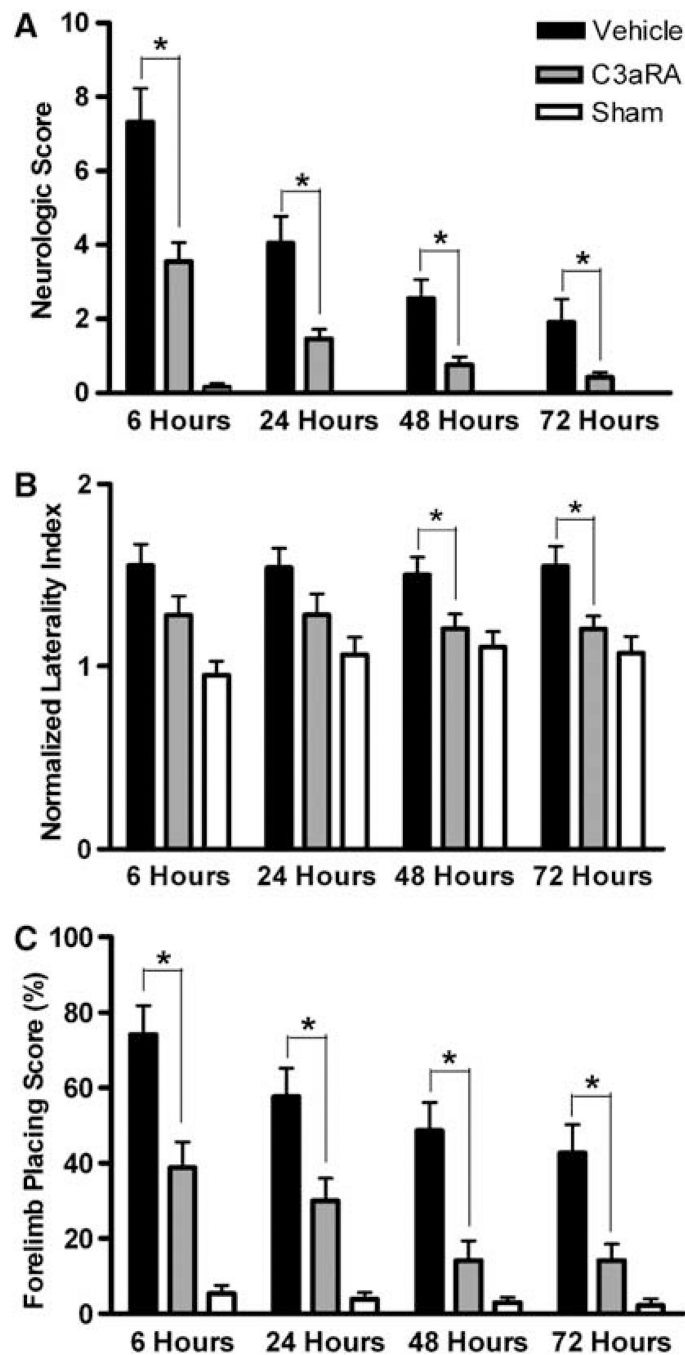 A
Vehicle
C3aRA
Sham
Neurologic Score
10
8
6
4
2
0
*
*
*
*
6 Hours 24 Hours 48 Hours 72 Hours
B
Normalized Laterality Index
2
1
0
*
*
6 Hours 24 Hours 48 Hours 72 Hours
C
Forelimb Placing Score (%)
100
80
60
40
20
0
*
*
*
*
6 Hours 24 Hours 48 Hours 72 Hours